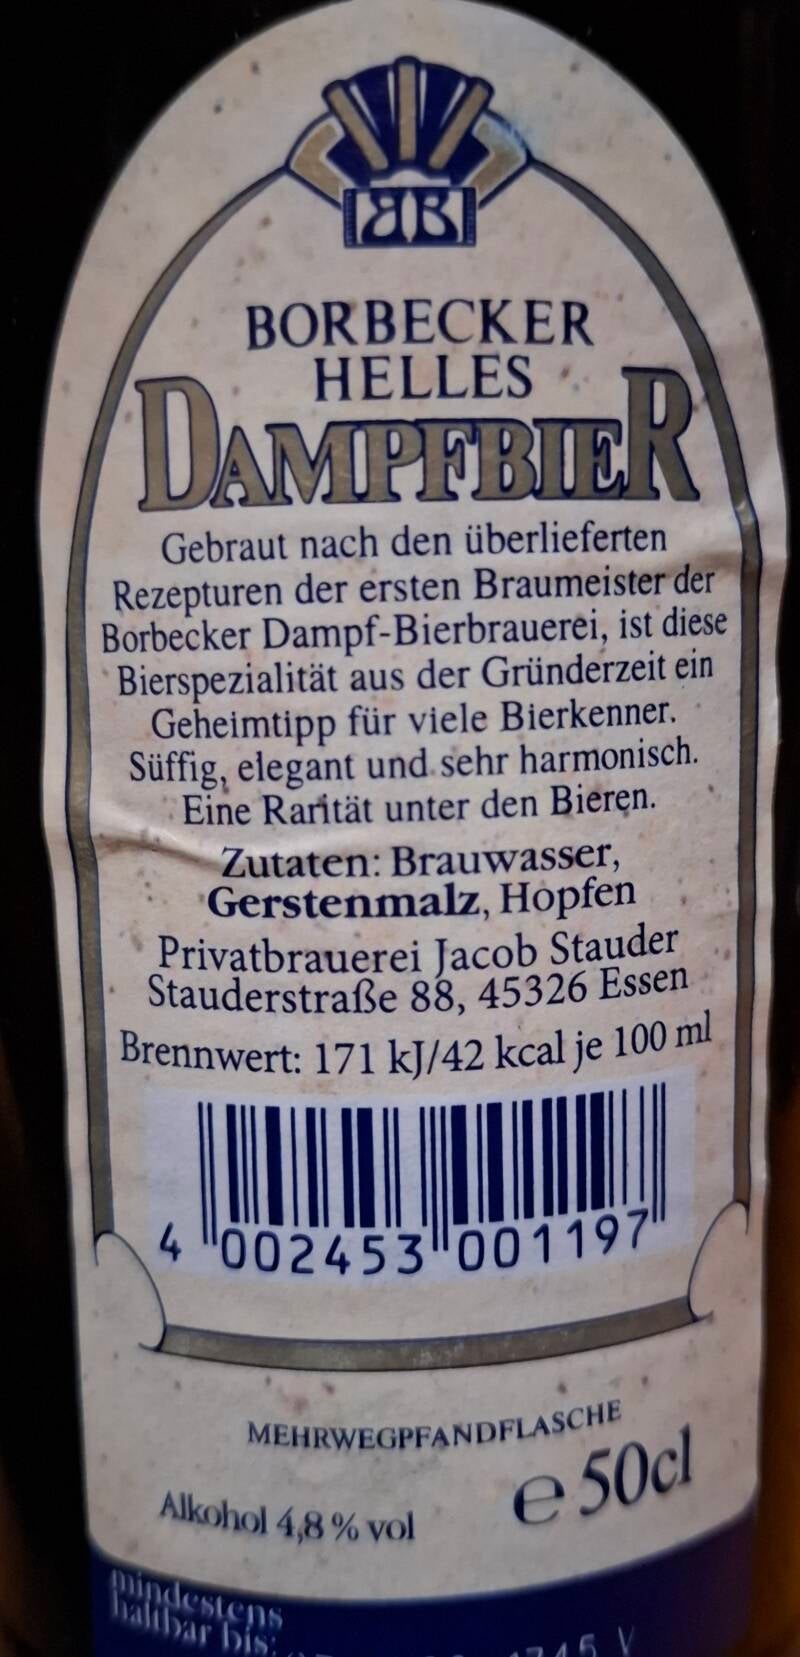 BB
BORBECKER
HELLES
DAMPFBIER
Gebraut nach den überlieferten
Rezepturen der ersten Braumeister der
Borbecker Dampf-Bierbrauerei, ist diese
Bierspezialität aus der Gründerzeit ein
Geheimtipp für viele Bierkenner.
Süffig, elegant und sehr harmonisch.
Eine Rarität unter den Bieren.
Zutaten: Brauwasser,
Gerstenmalz, Hopfen
Privatbrauerei Jacob Stauder
Stauderstraße 88, 45326 Essen
Brennwert: 171 kJ/42 kcal je 100 ml
4 002453 001197
MEHRWEGPFANDFLASCHE
Alkohol 4,8 % vol
e 50cl
mindestens
haltbar bis: